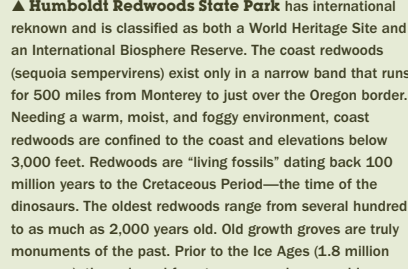 ▲ Humboldt Redwoods State Park has international
reknown and is classified as both a World Heritage Site and
an International Biosphere Reserve. The coast redwoods
(sequoia sempervirens) exist only in a narrow band that runs
for 500 miles from Monterey to just over the Oregon border.
Needing a warm, moist, and foggy environment, coast
redwoods are confined to the coast and elevations below
3,000 feet. Redwoods are “living fossils” dating back 100
million years to the Cretaceous Period—the time of the
dinosaurs. The oldest redwoods range from several hundred
to as much as 2,000 years old. Old growth groves are truly
monuments of the past. Prior to the Ice Ages (1.8 million